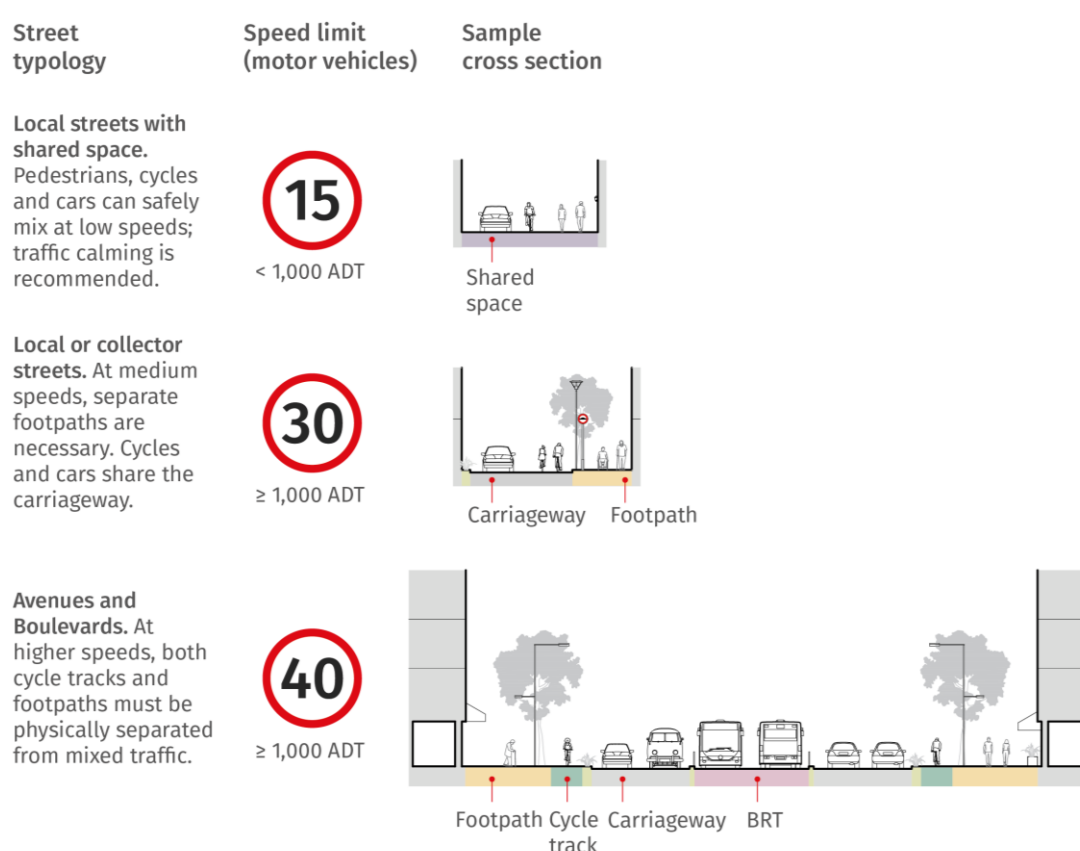 Street
typology
Speed limit
(motor vehicles)
Sample
cross section
Local streets with
shared space.
Pedestrians, cycles
and cars can safely
mix at low speeds;
traffic calming is
recommended.
15
< 1,000 ADT
Shared
space
Local or collector
streets. At medium
speeds, separate
footpaths are
necessary. Cycles
and cars share the
carriageway.
30
≥ 1,000 ADT
Carriageway
Footpath
Avenues and
Boulevards. At
higher speeds, both
cycle tracks and
footpaths must be
physically separated
from mixed traffic.
40
≥ 1,000 ADT
Footpath
Cycle
track
Carriageway
BRT